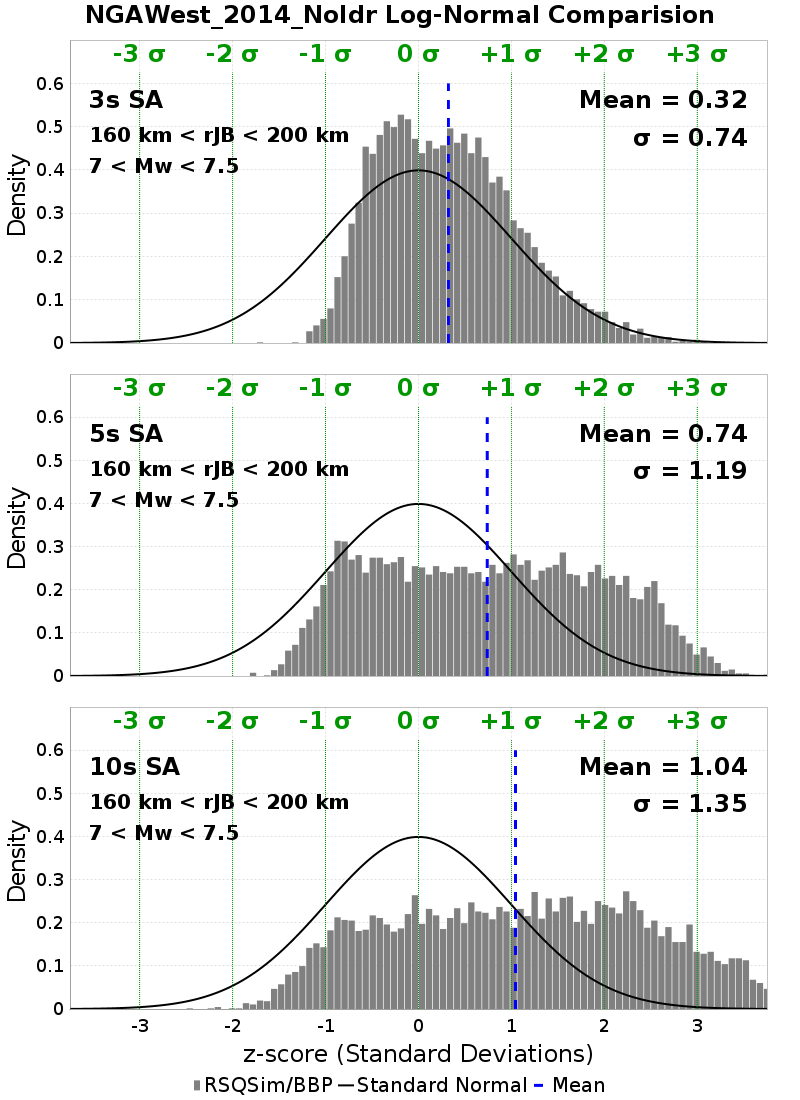 NGAWest_2014_NoIdr Log-Normal Comparision
-3 σ -2 σ -1 σ 0 σ +1 σ +2 σ +3 σ
0.6
3s SA Mean = 0.32
0.5
160 km < rJB < 200 km σ = 0.74
7 < Mw < 7.5
0.4
0.3
0.2
0.1
0
Density
-3 σ -2 σ -1 σ 0 σ +1 σ +2 σ +3 σ
0.6
5s SA Mean = 0.74
0.5
160 km < rJB < 200 km σ = 1.19
7 < Mw < 7.5
0.4
0.3
0.2
0.1
0
Density
-3 σ -2 σ -1 σ 0 σ +1 σ +2 σ +3 σ
0.6
10s SA Mean = 1.04
0.5
160 km < rJB < 200 km σ = 1.35
7 < Mw < 7.5
0.4
0.3
0.2
0.1
0
Density
-3 -2 -1 0 1 2 3
z-score (Standard Deviations)
RSQSim/BBP Standard Normal Mean